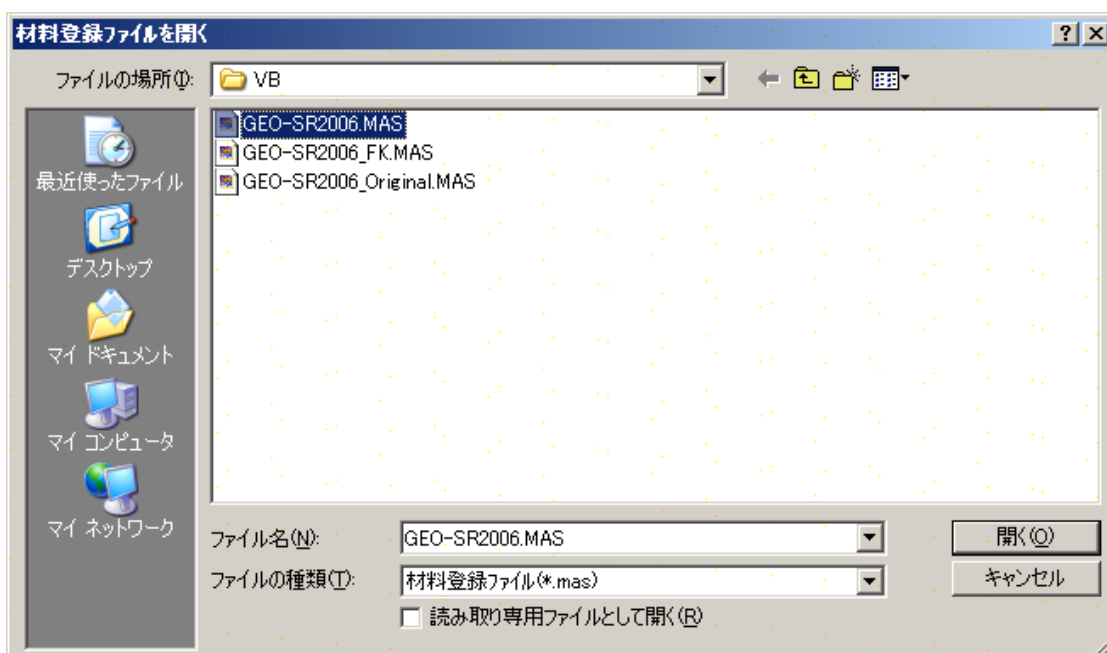 材料登録ファイルを開く
ファイルの場所(I):
VB
GEO-SR2006.MAS
GEO-SR2006_FK.MAS
GEO-SR2006_Original.MAS
最近使ったファイル
デスクトップ
マイ ドキュメント
マイ コンピュータ
マイ ネットワーク
ファイル名(N):
GEO-SR2006.MAS
開く(O)
ファイルの種類(T):
材料登録ファイル(*.mas)
キャンセル
読み取り専用ファイルとして開く(R)